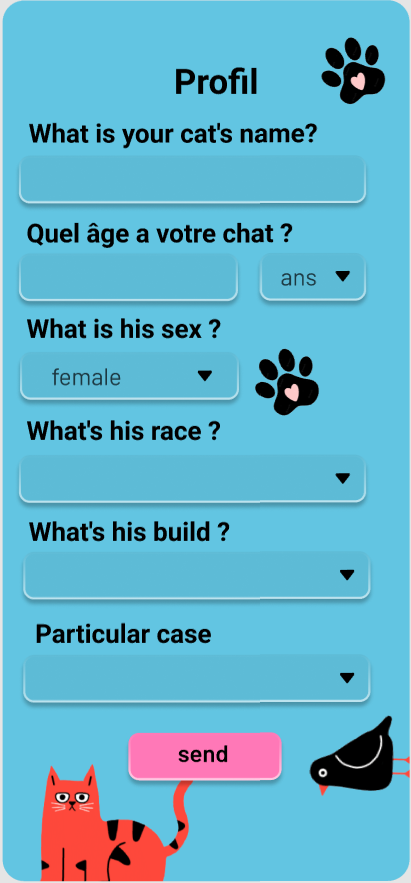 Profil
What is your cat's name?
Quel âge a votre chat ?
ans
What is his sex ?
female
What's his race ?
What's his build ?
Particular case
send